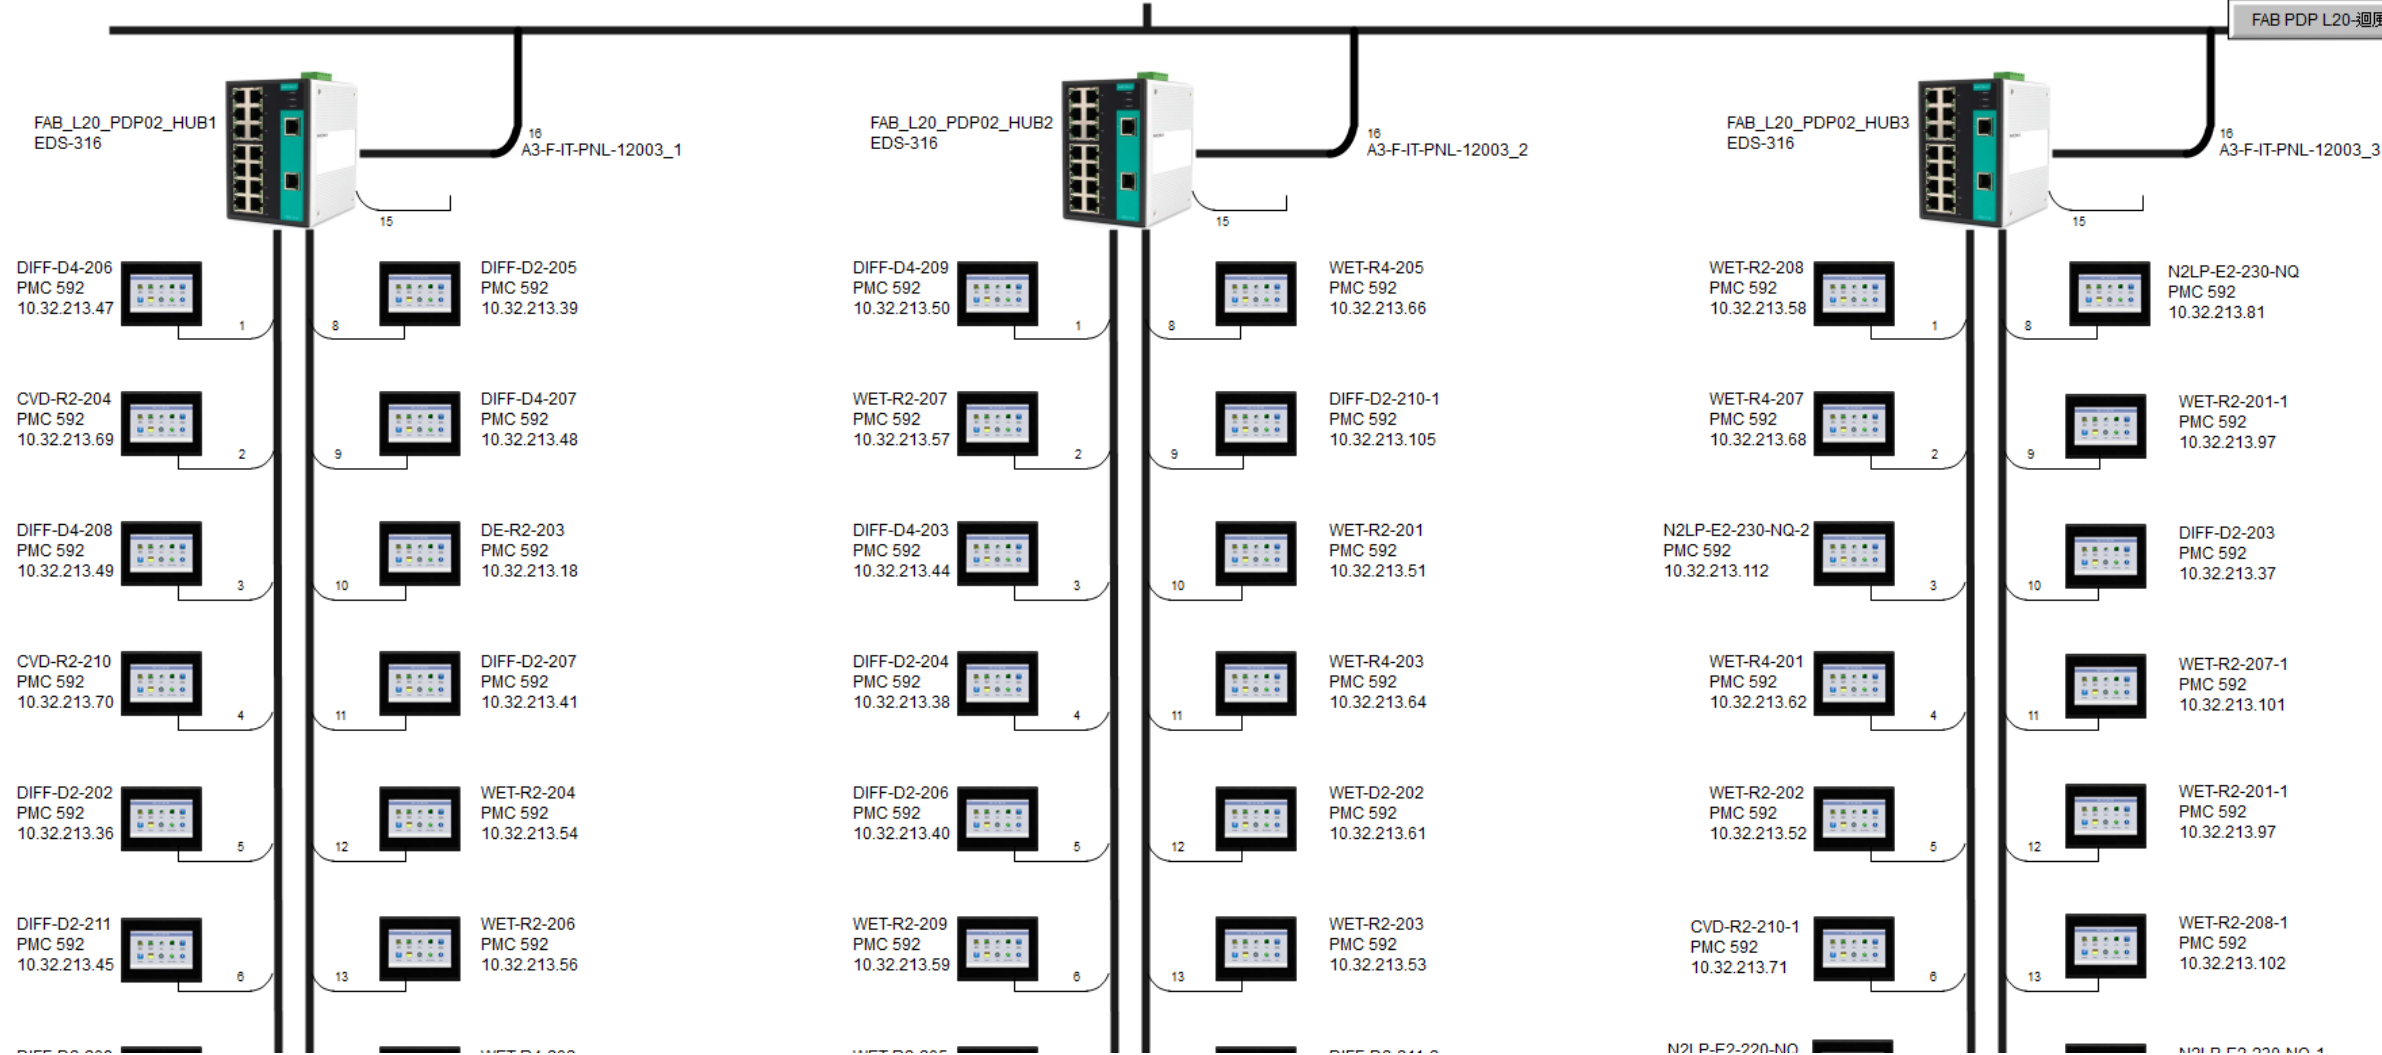 FAB PDP L20-迴風
FAB_L20_PDP02_HUB1
EDS-316
16
A3-F-IT-PNL-12003_1
15
DIFF-D4-206
PMC 592
10.32.213.47
1
8
DIFF-D2-205
PMC 592
10.32.213.39
CVD-R2-204
PMC 592
10.32.213.69
2
9
DIFF-D4-207
PMC 592
10.32.213.48
DIFF-D4-208
PMC 592
10.32.213.49
3
10
DE-R2-203
PMC 592
10.32.213.18
CVD-R2-210
PMC 592
10.32.213.70
4
11
DIFF-D2-207
PMC 592
10.32.213.41
DIFF-D2-202
PMC 592
10.32.213.36
5
12
WET-R2-204
PMC 592
10.32.213.54
DIFF-D2-211
PMC 592
10.32.213.45
6
13
WET-R2-206
PMC 592
10.32.213.56
FAB_L20_PDP02_HUB2
EDS-316
16
A3-F-IT-PNL-12003_2
15
DIFF-D4-209
PMC 592
10.32.213.50
1
8
WET-R4-205
PMC 592
10.32.213.66
WET-R2-207
PMC 592
10.32.213.57
2
9
DIFF-D2-210-1
PMC 592
10.32.213.105
DIFF-D4-203
PMC 592
10.32.213.44
3
10
WET-R2-201
PMC 592
10.32.213.51
DIFF-D2-204
PMC 592
10.32.213.38
4
11
WET-R4-203
PMC 592
10.32.213.64
DIFF-D2-206
PMC 592
10.32.213.40
5
12
WET-D2-202
PMC 592
10.32.213.61
WET-R2-209
PMC 592
10.32.213.59
6
13
WET-R2-203
PMC 592
10.32.213.53
FAB_L20_PDP02_HUB3
EDS-316
16
A3-F-IT-PNL-12003_3
15
WET-R2-208
PMC 592
10.32.213.58
1
8
N2LP-E2-230-NQ
PMC 592
10.32.213.81
WET-R4-207
PMC 592
10.32.213.68
2
9
WET-R2-201-1
PMC 592
10.32.213.97
N2LP-E2-230-NQ-2
PMC 592
10.32.213.112
3
10
DIFF-D2-203
PMC 592
10.32.213.37
WET-R4-201
PMC 592
10.32.213.62
4
11
WET-R2-207-1
PMC 592
10.32.213.101
WET-R2-202
PMC 592
10.32.213.52
5
12
WET-R2-201-1
PMC 592
10.32.213.97
CVD-R2-210-1
PMC 592
10.32.213.71
6
13
WET-R2-208-1
PMC 592
10.32.213.102
N2LP-E2-220-NQ